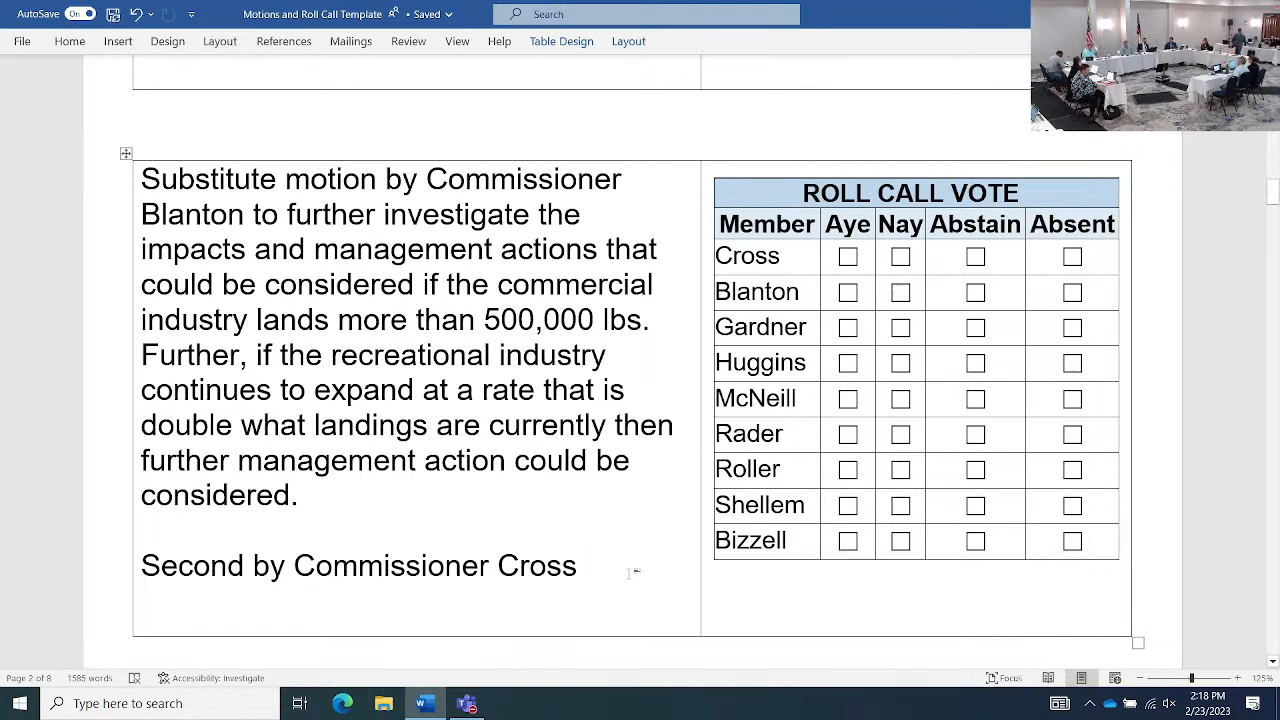 AutoSave On Motions and Roll Call Template • Saved Search
File Home Insert Design Layout References Mailings Review View Help Table Design Layout
Substitute motion by Commissioner
Blanton to further investigate the
impacts and management actions that
could be considered if the commercial
industry lands more than 500,000 lbs.
Further, if the recreational industry
continues to expand at a rate that is
double what landings are currently then
further management action could be
considered.
Second by Commissioner Cross
ROLL CALL VOTE
Member Aye Nay Abstain Absent
Cross
Blanton
Gardner
Huggins
McNeill
Rader
Roller
Shellem
Bizzell
Page 2 of 8 1585 words Accessibility: Investigate Focus 125%
Type here to search
2:18 PM
2/23/2023